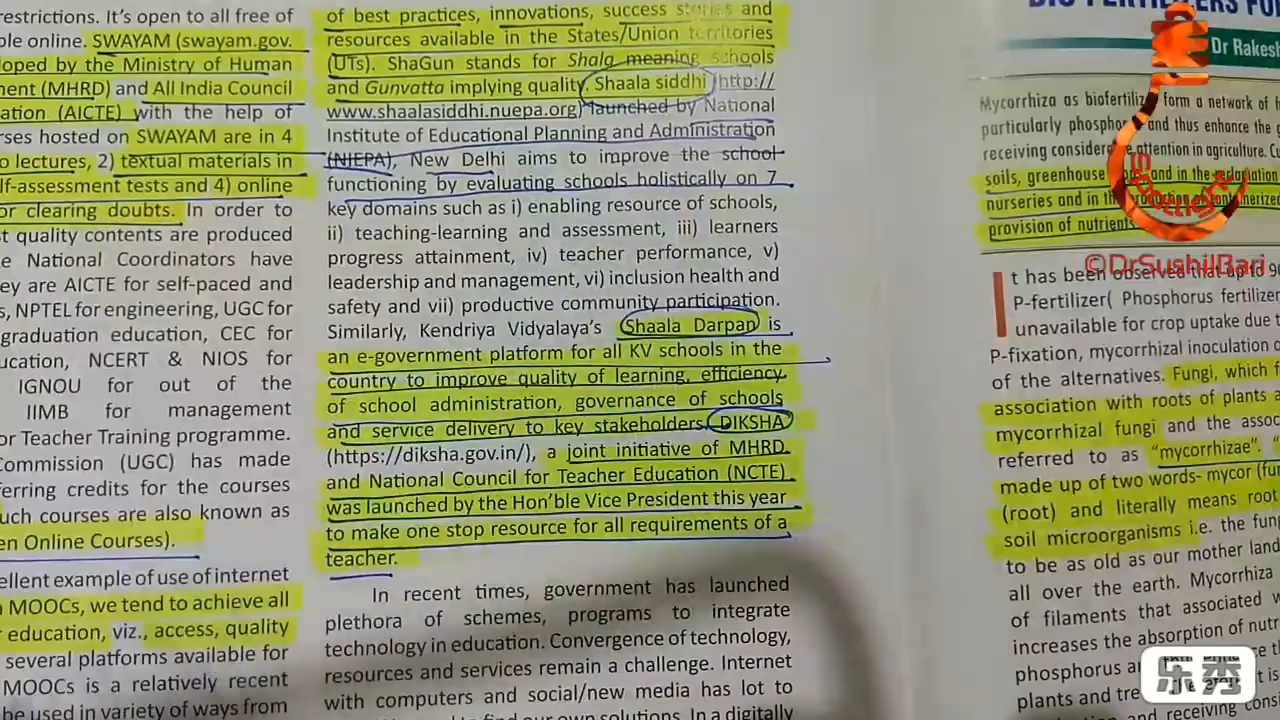 restrictions. It's open to all free of
ble online. SWAYAM (swayam.gov.
loped by the Ministry of Human
ment (MHRD) and All India Council
ation (AICTE) with the help of
rses hosted on SWAYAM are in 4
o lectures, 2) textual materials in
lf-assessment tests and 4) online
or clearing doubts. In order to
st quality contents are produced
e National Coordinators have
ey are AICTE for self-paced and
s, NPTEL for engineering, UGC for
graduation education, CEC for
ucation, NCERT & NIOS for
IGNOU for out of the
IIMB for management
or Teacher Training programme.
Commission (UGC) has made
ferring credits for the courses
uch courses are also known as
en Online Courses).
ellent example of use of internet
MOOCs, we tend to achieve all
education, viz., access, quality
several platforms available for
MOOCs is a relatively recent
be used in variety of ways from
of best practices, innovations, success stories and
resources available in the States/Union territories
(UTs). ShaGun stands for Shala meaning schools
and Gunvatta implying quality. Shaala siddhi (http://
www.shaalasiddhi.nuepa.org) launched by National
Institute of Educational Planning and Administration
(NIEPA), New Delhi aims to improve the school
functioning by evaluating schools holistically on 7
key domains such as i) enabling resource of schools,
ii) teaching-learning and assessment, iii) learners
progress attainment, iv) teacher performance, v)
leadership and management, vi) inclusion health and
safety and vii) productive community participation.
Similarly, Kendriya Vidyalaya's Shaala Darpan is
an e-government platform for all KV schools in the
country to improve quality of learning, efficiency
of school administration, governance of schools
and service delivery to key stakeholders. DIKSHA
(https://diksha.gov.in/), a joint initiative of MHRD
and National Council for Teacher Education (NCTE)
was launched by the Hon'ble Vice President this year
to make one stop resource for all requirements of a
teacher.
In recent times, government has launched
plethora of schemes, programs to integrate
technology in education. Convergence of technology,
resources and services remain a challenge. Internet
with computers and social/new media has lot to
our own solutions. In a digitally
Dr Rakesh
Mycorrhiza as biofertiliz form a network of f
particularly phosphor and thus enhance the
receiving considera attention in agriculture. Cu
soils, greenhouse and in the
nurseries and in
provision of nutrients
In Spotlight
©DrSushilBari
It has been observed that up to 90
P-fertilizer( Phosphorus fertilizer
unavailable for crop uptake due t
P-fixation, mycorrhizal inoculation
of the alternatives. Fungi, which f
association with roots of plants a
mycorrhizal fungi and the assoc
referred to as "mycorrhizae". "
made up of two words- mycor (fun
(root) and literally means root
soil microorganisms i.e. the fung
to be as old as our mother land
all over the earth. Mycorrhiza
of filaments that associated w
increases the absorption of nutr
phosphorus a
plants and tre
and receiving cons
乐秀